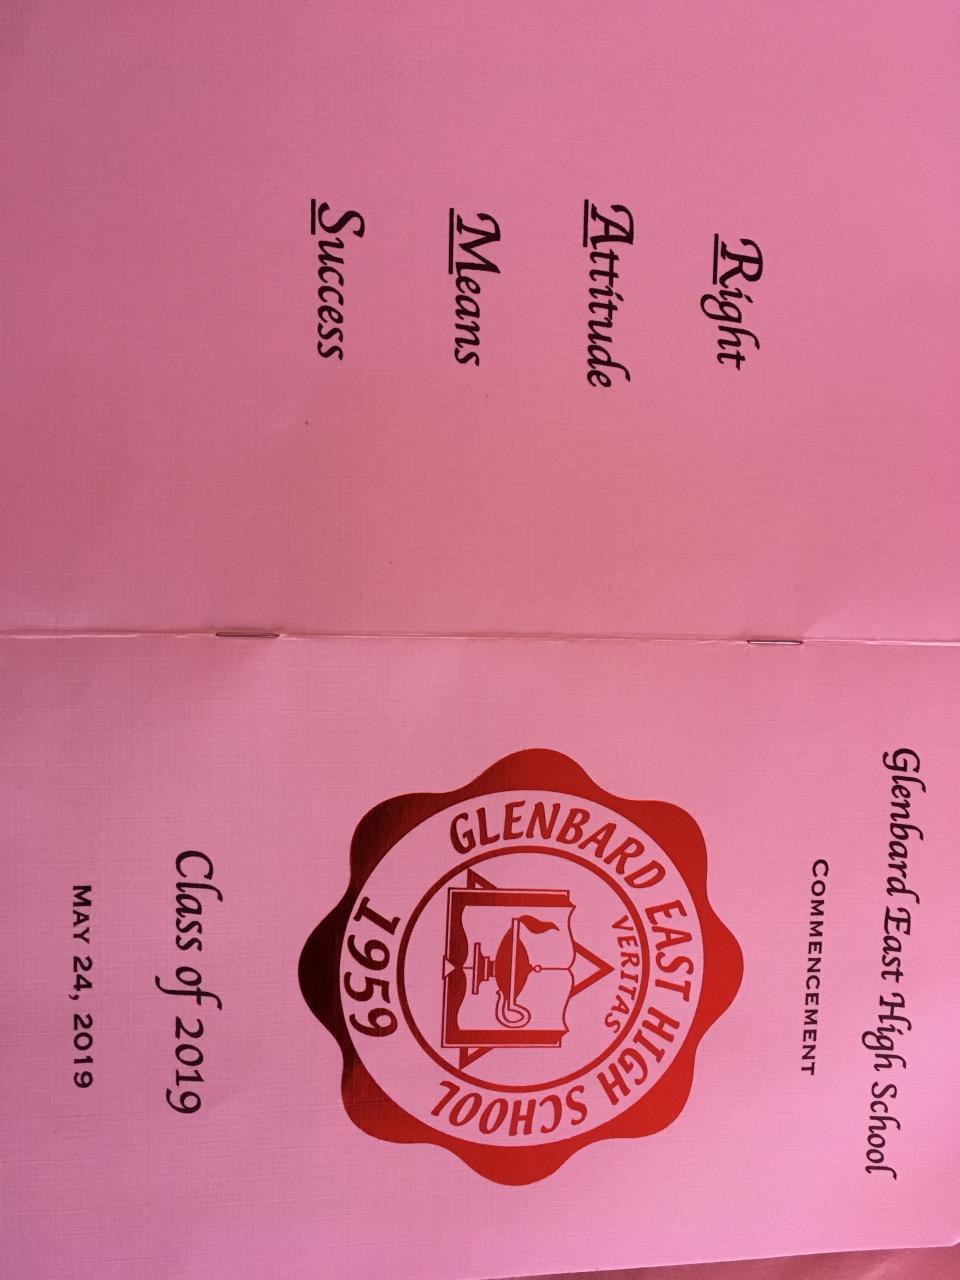 Right
Attitude
Means
Success
Glenbard East High School
COMMENCEMENT
GLENBARD EAST HIGH SCHOOL
VERITAS
1959
Class of 2019
MAY 24, 2019